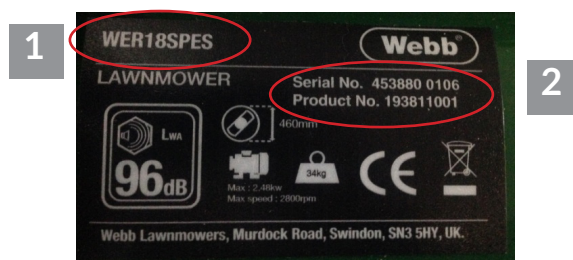 1
WER18SPES
Webb
LAWNMOWER
Serial No. 453880 0106
Product No. 193811001
2
LWA
96dB
460mm
34kg
CE
Max : 2.46kw
Max speed : 2800rpm
Webb Lawnmowers, Murdock Road, Swindon, SN3 5HY, UK.